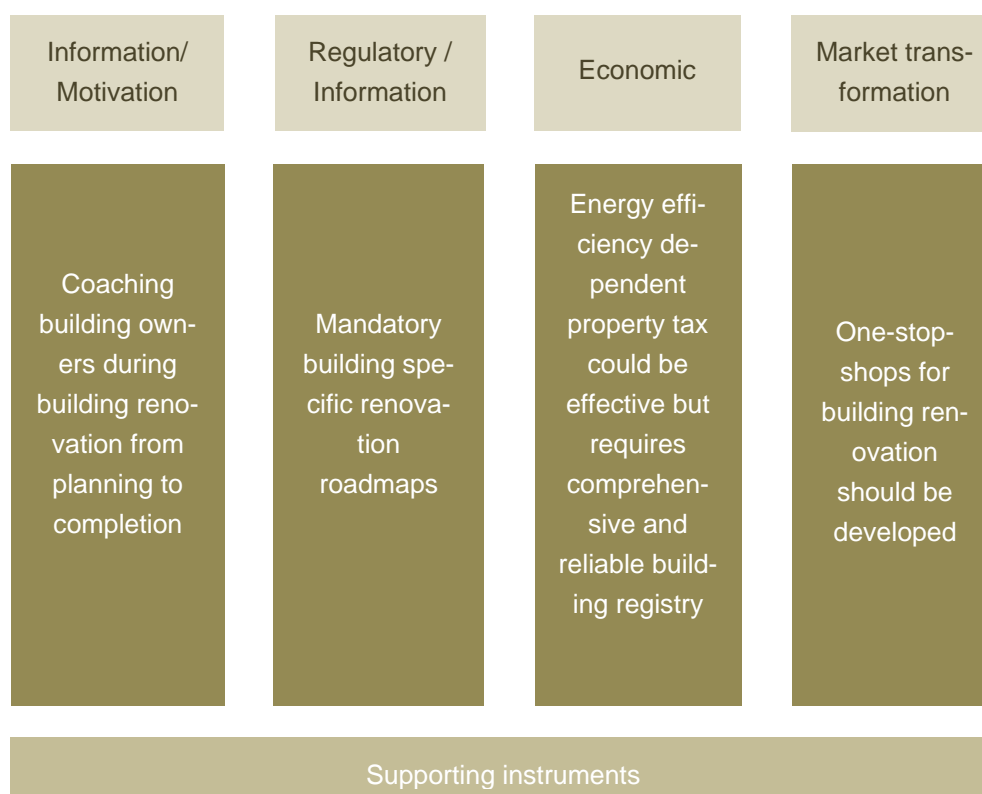 Information/
Motivation
Regulatory /
Information
Economic
Market trans-
formation
Coaching
building own-
ers during
building reno-
vation from
planning to
completion
Mandatory
building spe-
cific renova-
tion
roadmaps
Energy effi-
ciency de-
pendent
property tax
could be
effective but
requires
comprehen-
sive and
reliable build-
ing registry
One-stop-
shops for
building ren-
ovation
should be
developed
Supporting instruments